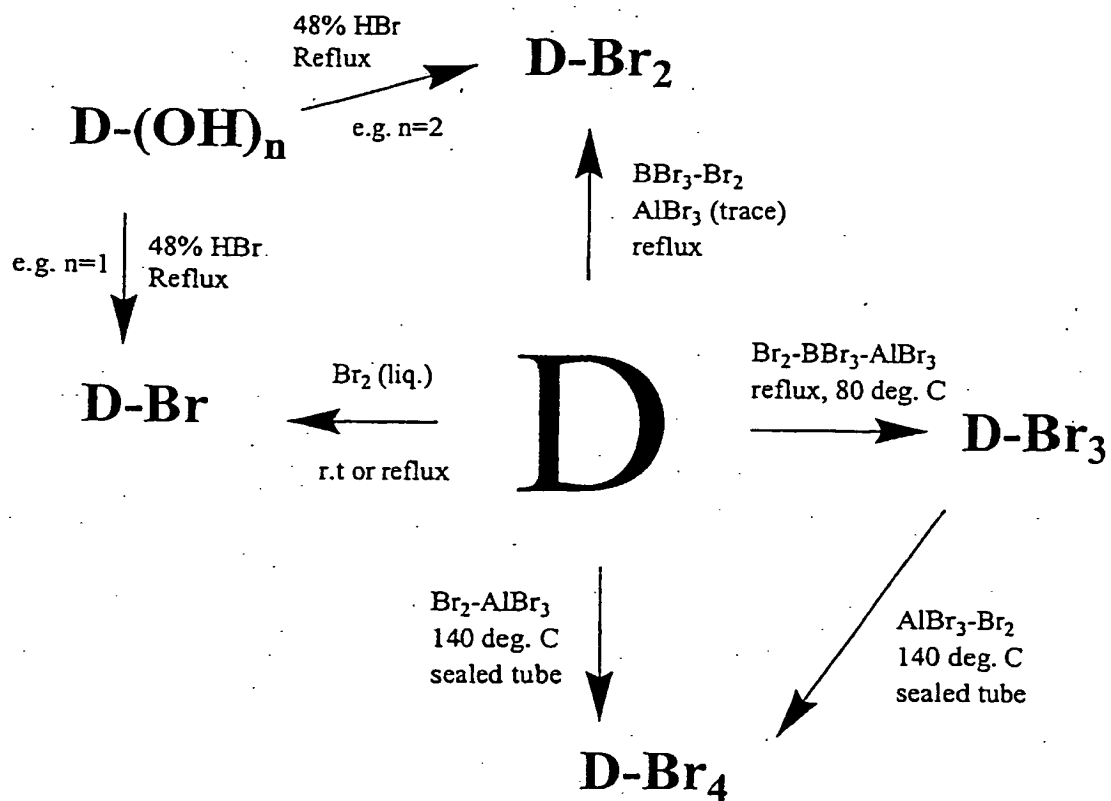 48% HBr
Reflux
D-Br₂
D-(OH)ₙ
e.g. n=2
BBr₃-Br₂
AlBr₃ (trace)
reflux
e.g. n=1
48% HBr
Reflux
Br₂ (liq.)
D-Br
r.t or reflux
D
Br₂-BBr₃-AlBr₃
reflux, 80 deg. C
D-Br₃
Br₂-AlBr₃
140 deg. C
sealed tube
AlBr₃-Br₂
140 deg. C
sealed tube
D-Br₄